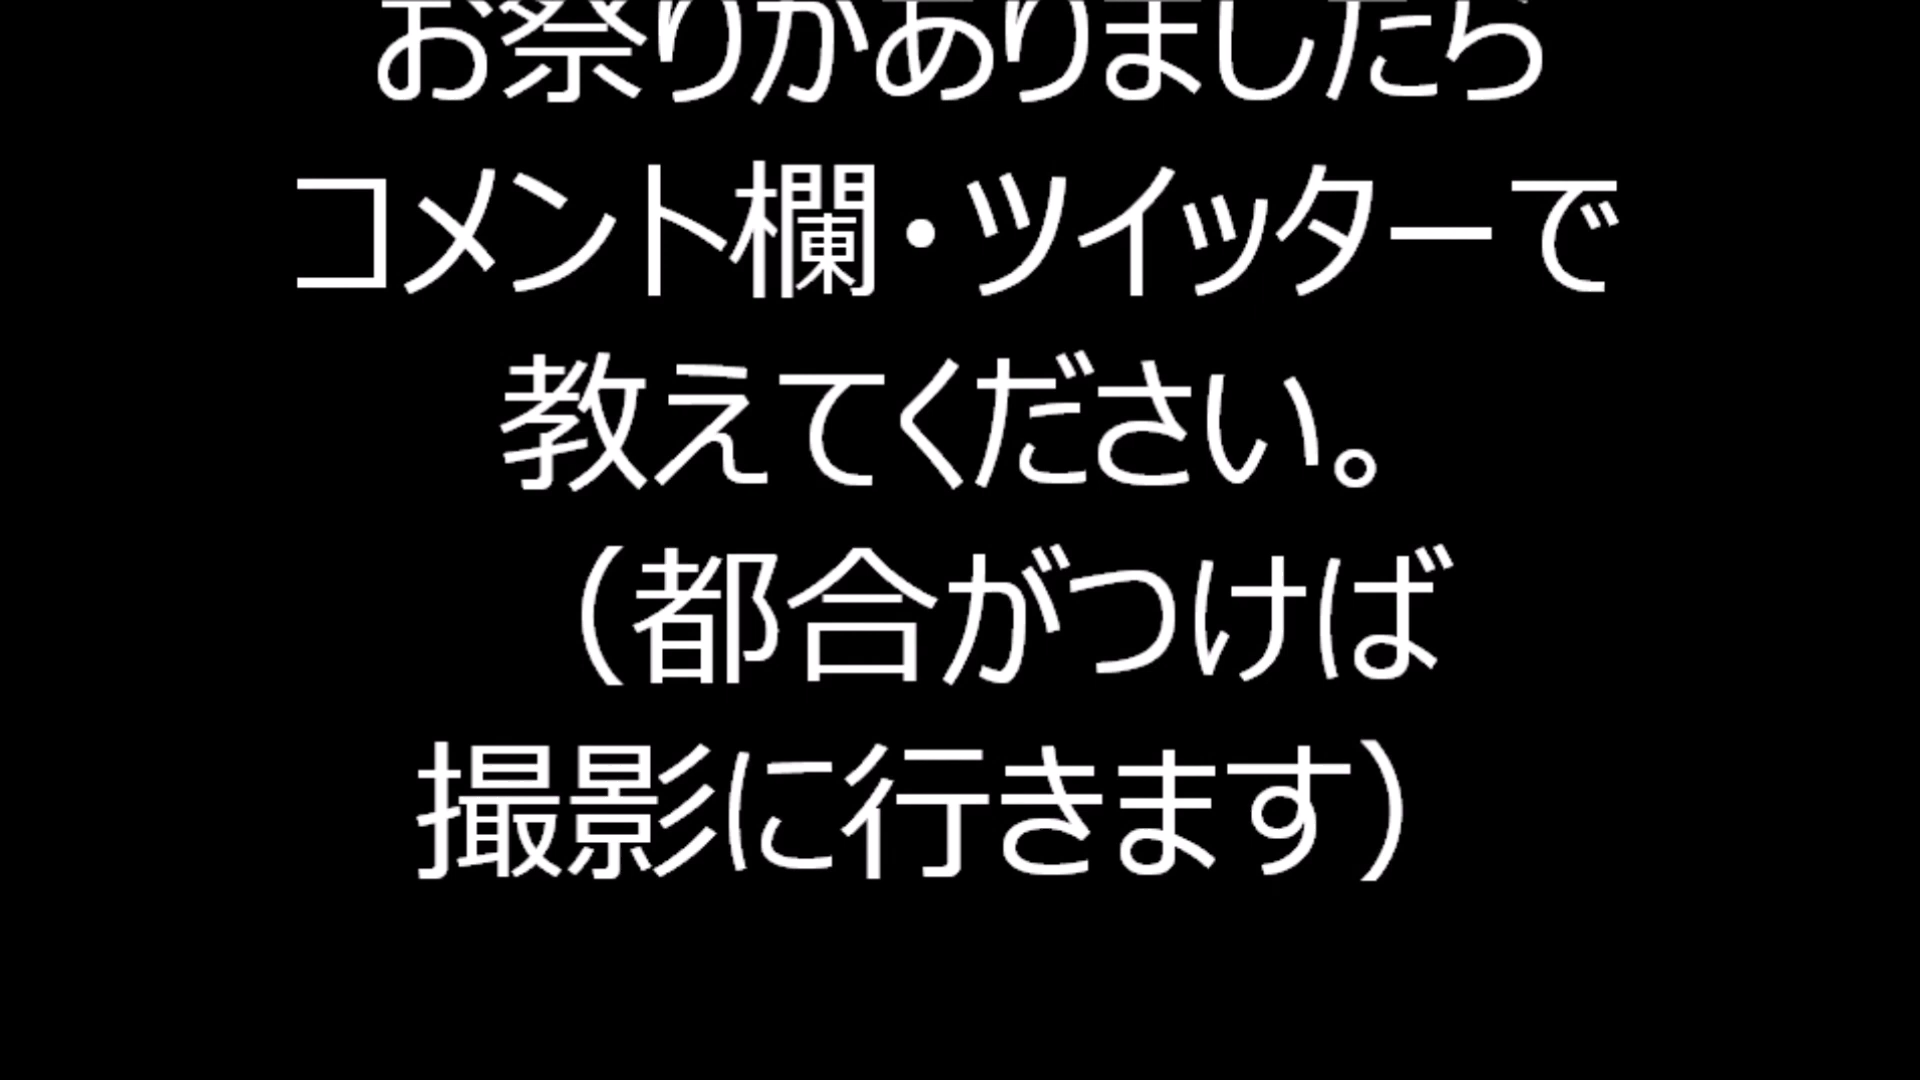 お祭りがありましたら
コメント欄・ツイッターで
教えてください。
（都合がつけば
撮影に行きます）